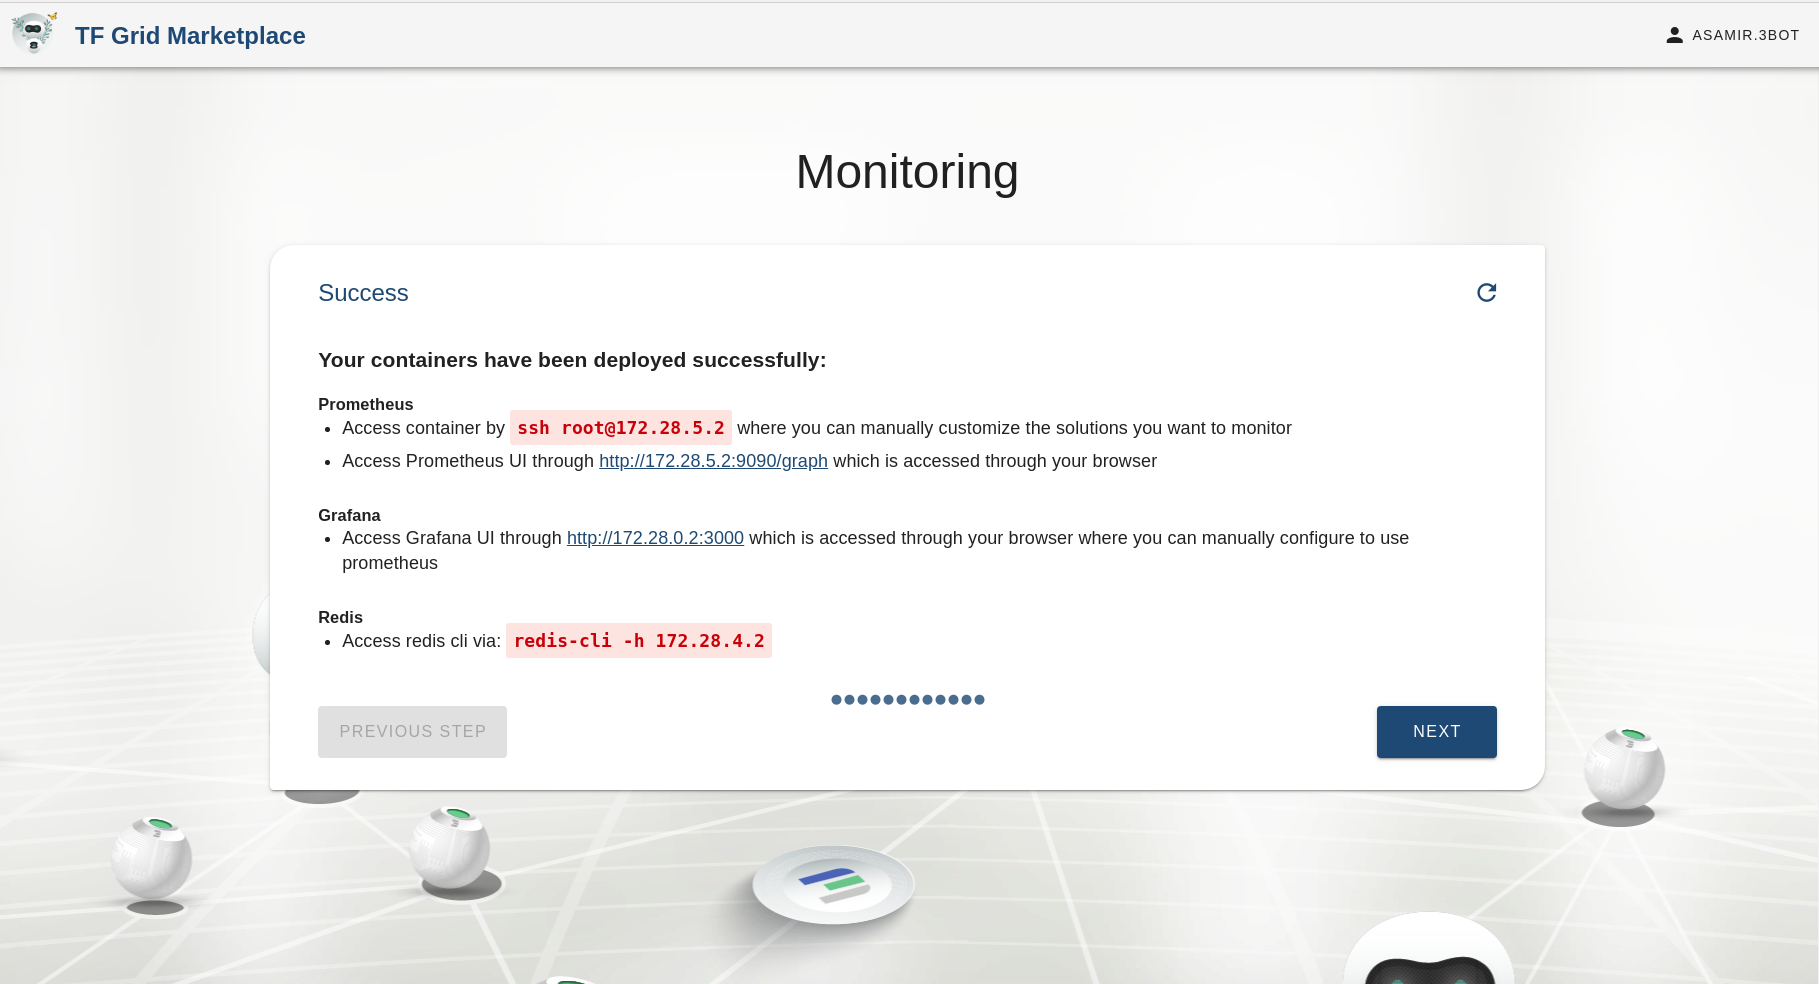 TF Grid Marketplace
ASAMIR.3BOT
Monitoring
Success
Your containers have been deployed successfully:
Prometheus
Access container by ssh root@172.28.5.2 where you can manually customize the solutions you want to monitor
Access Prometheus UI through http://172.28.5.2:9090/graph which is accessed through your browser
Grafana
Access Grafana UI through http://172.28.0.2:3000 which is accessed through your browser where you can manually configure to use
prometheus
Redis
Access redis cli via: redis-cli -h 172.28.4.2
PREVIOUS STEP
NEXT